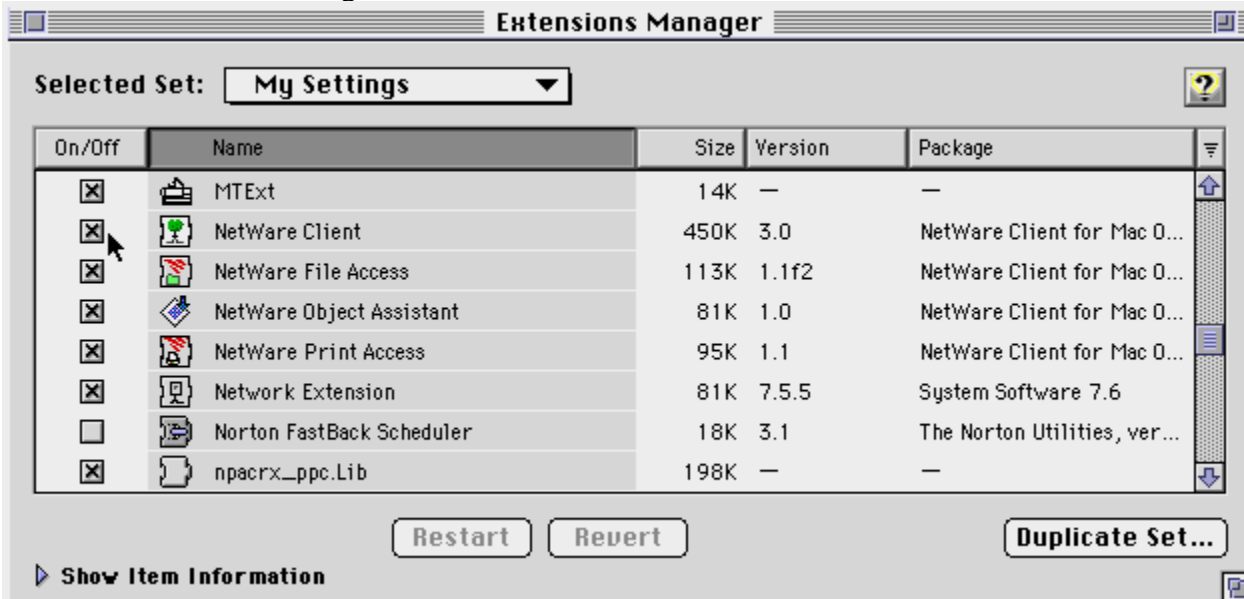 Extensions Manager
Selected Set: My Settings
?
On/Off Name Size Version Package
MTExt 14K — —
NetWare Client 450K 3.0 NetWare Client for Mac O...
NetWare File Access 113K 1.1f2 NetWare Client for Mac O...
NetWare Object Assistant 81K 1.0 NetWare Client for Mac O...
NetWare Print Access 95K 1.1 NetWare Client for Mac O...
Network Extension 81K 7.5.5 System Software 7.6
Norton FastBack Scheduler 18K 3.1 The Norton Utilities, ver...
npacrx_ppc.Lib 198K — —
Restart Revert Duplicate Set...
Show Item Information